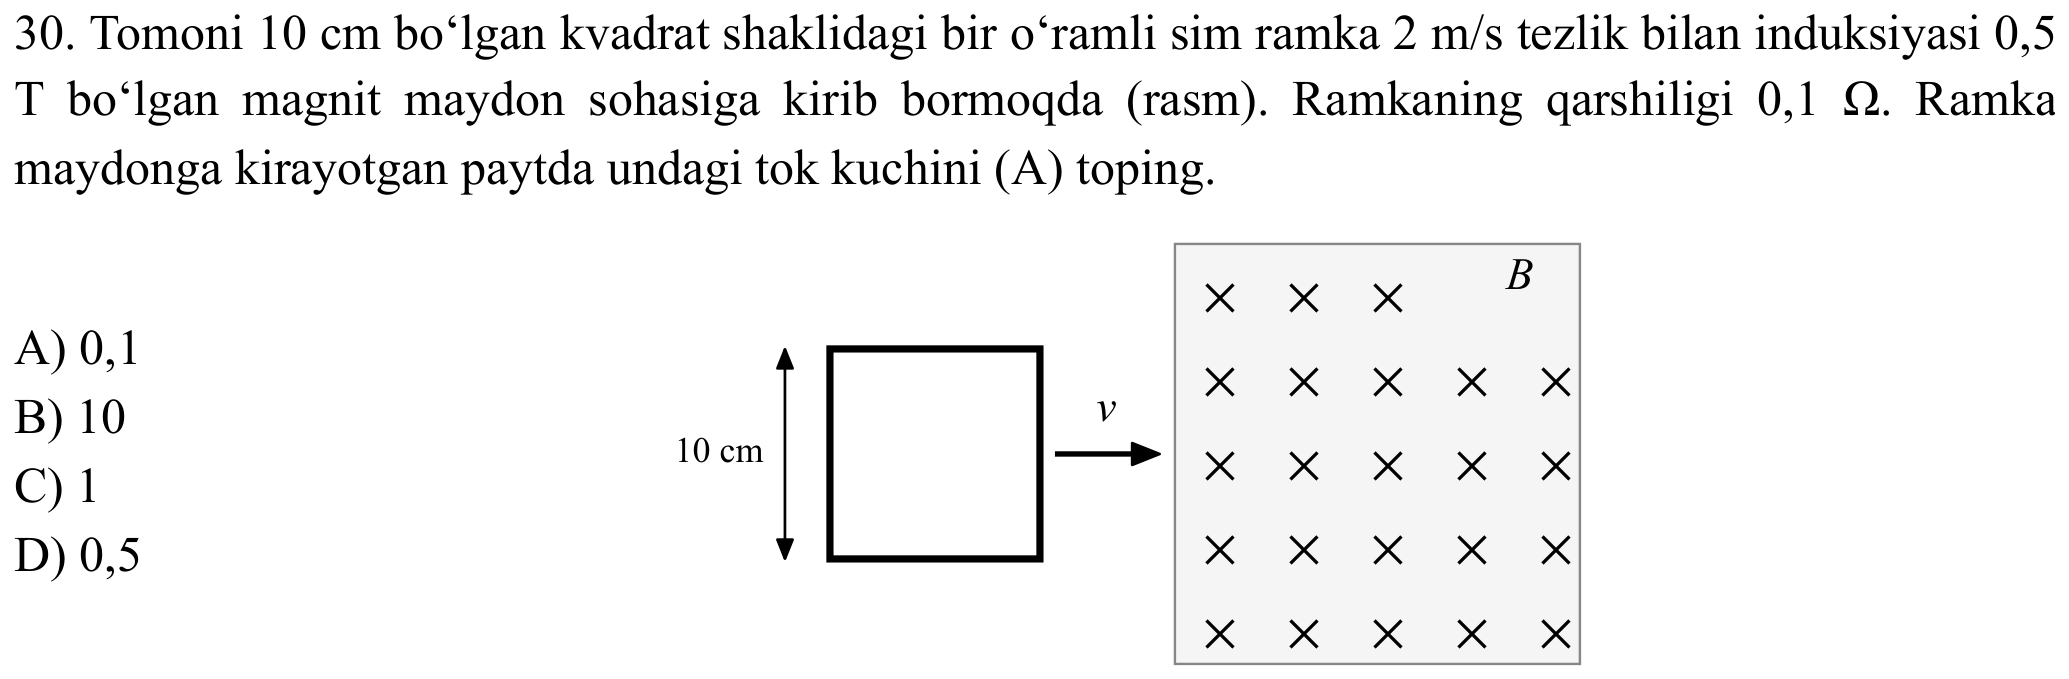 30. Tomoni 10 cm bo‘lgan kvadrat shaklidagi bir o‘ramli sim ramka 2 m/s tezlik bilan induksiyasi 0,5
T bo‘lgan magnit maydon sohasiga kirib bormoqda (rasm). Ramkaning qarshiligi 0,1 Ω. Ramka
maydonga kirayotgan paytda undagi tok kuchini (A) toping.
A) 0,1
B) 10
C) 1
D) 0,5
10 cm
v
B